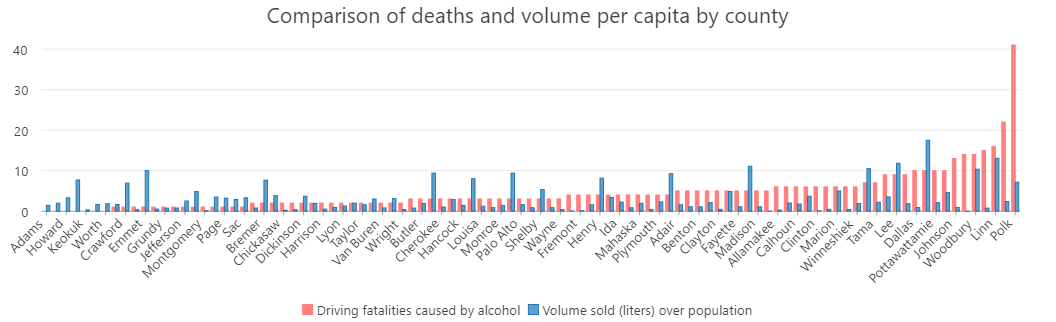 Comparison of deaths and volume per capita by county
40
30
20
10
0
Adams
Howard
Keokuk
Worth
Crawford
Emmet
Grundy
Jefferson
Montgomery
Page
Sac
Bremer
Chickasaw
Dickinson
Harrison
Lyon
Taylor
Van Buren
Wright
Butler
Cherokee
Hancock
Louisa
Monroe
Palo Alto
Shelby
Wayne
Fremont
Henry
Ida
Mahaska
Plymouth
Adair
Benton
Clayton
Fayette
Madison
Allamakee
Calhoun
Clinton
Marion
Winneshiek
Tama
Lee
Dallas
Pottawattamie
Johnson
Woodbury
Linn
Polk
Driving fatalities caused by alcohol Volume sold (liters) over population